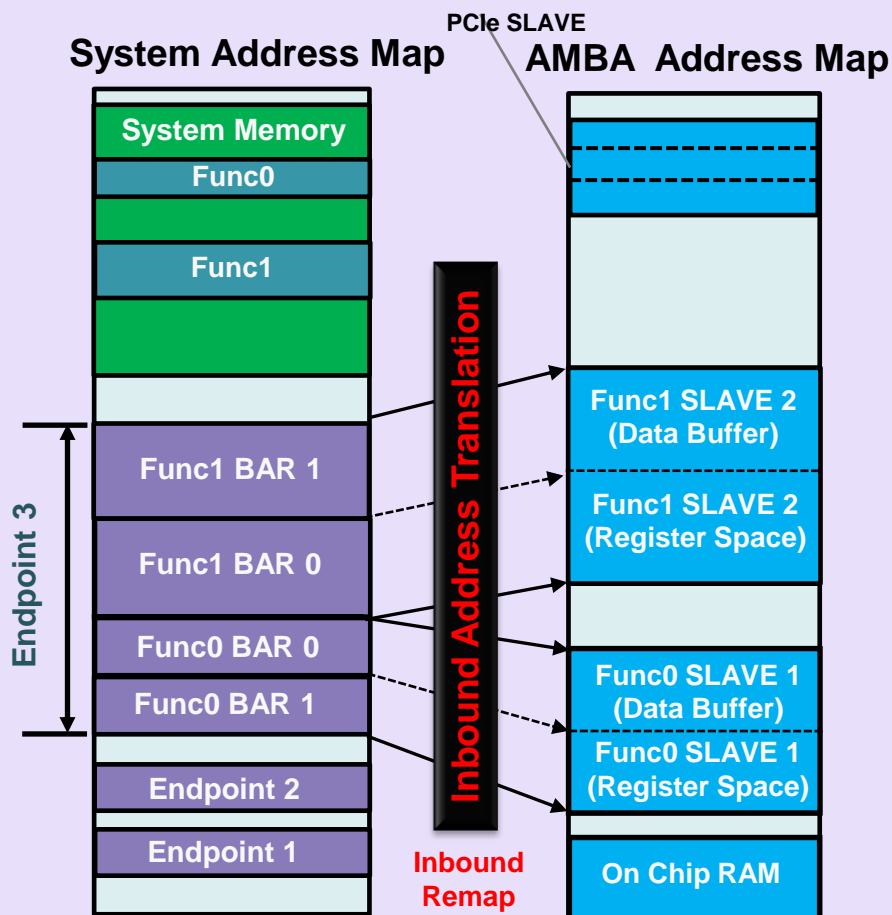 PCIe SLAVE
System Address Map
AMBA Address Map
System Memory
Func0
Func1
Endpoint 3
Func1 BAR 1
Func1 BAR 0
Func0 BAR 0
Func0 BAR 1
Endpoint 2
Endpoint 1
Inbound Address Translation
Inbound
Remap
Func1 SLAVE 2
(Data Buffer)
Func1 SLAVE 2
(Register Space)
Func0 SLAVE 1
(Data Buffer)
Func0 SLAVE 1
(Register Space)
On Chip RAM